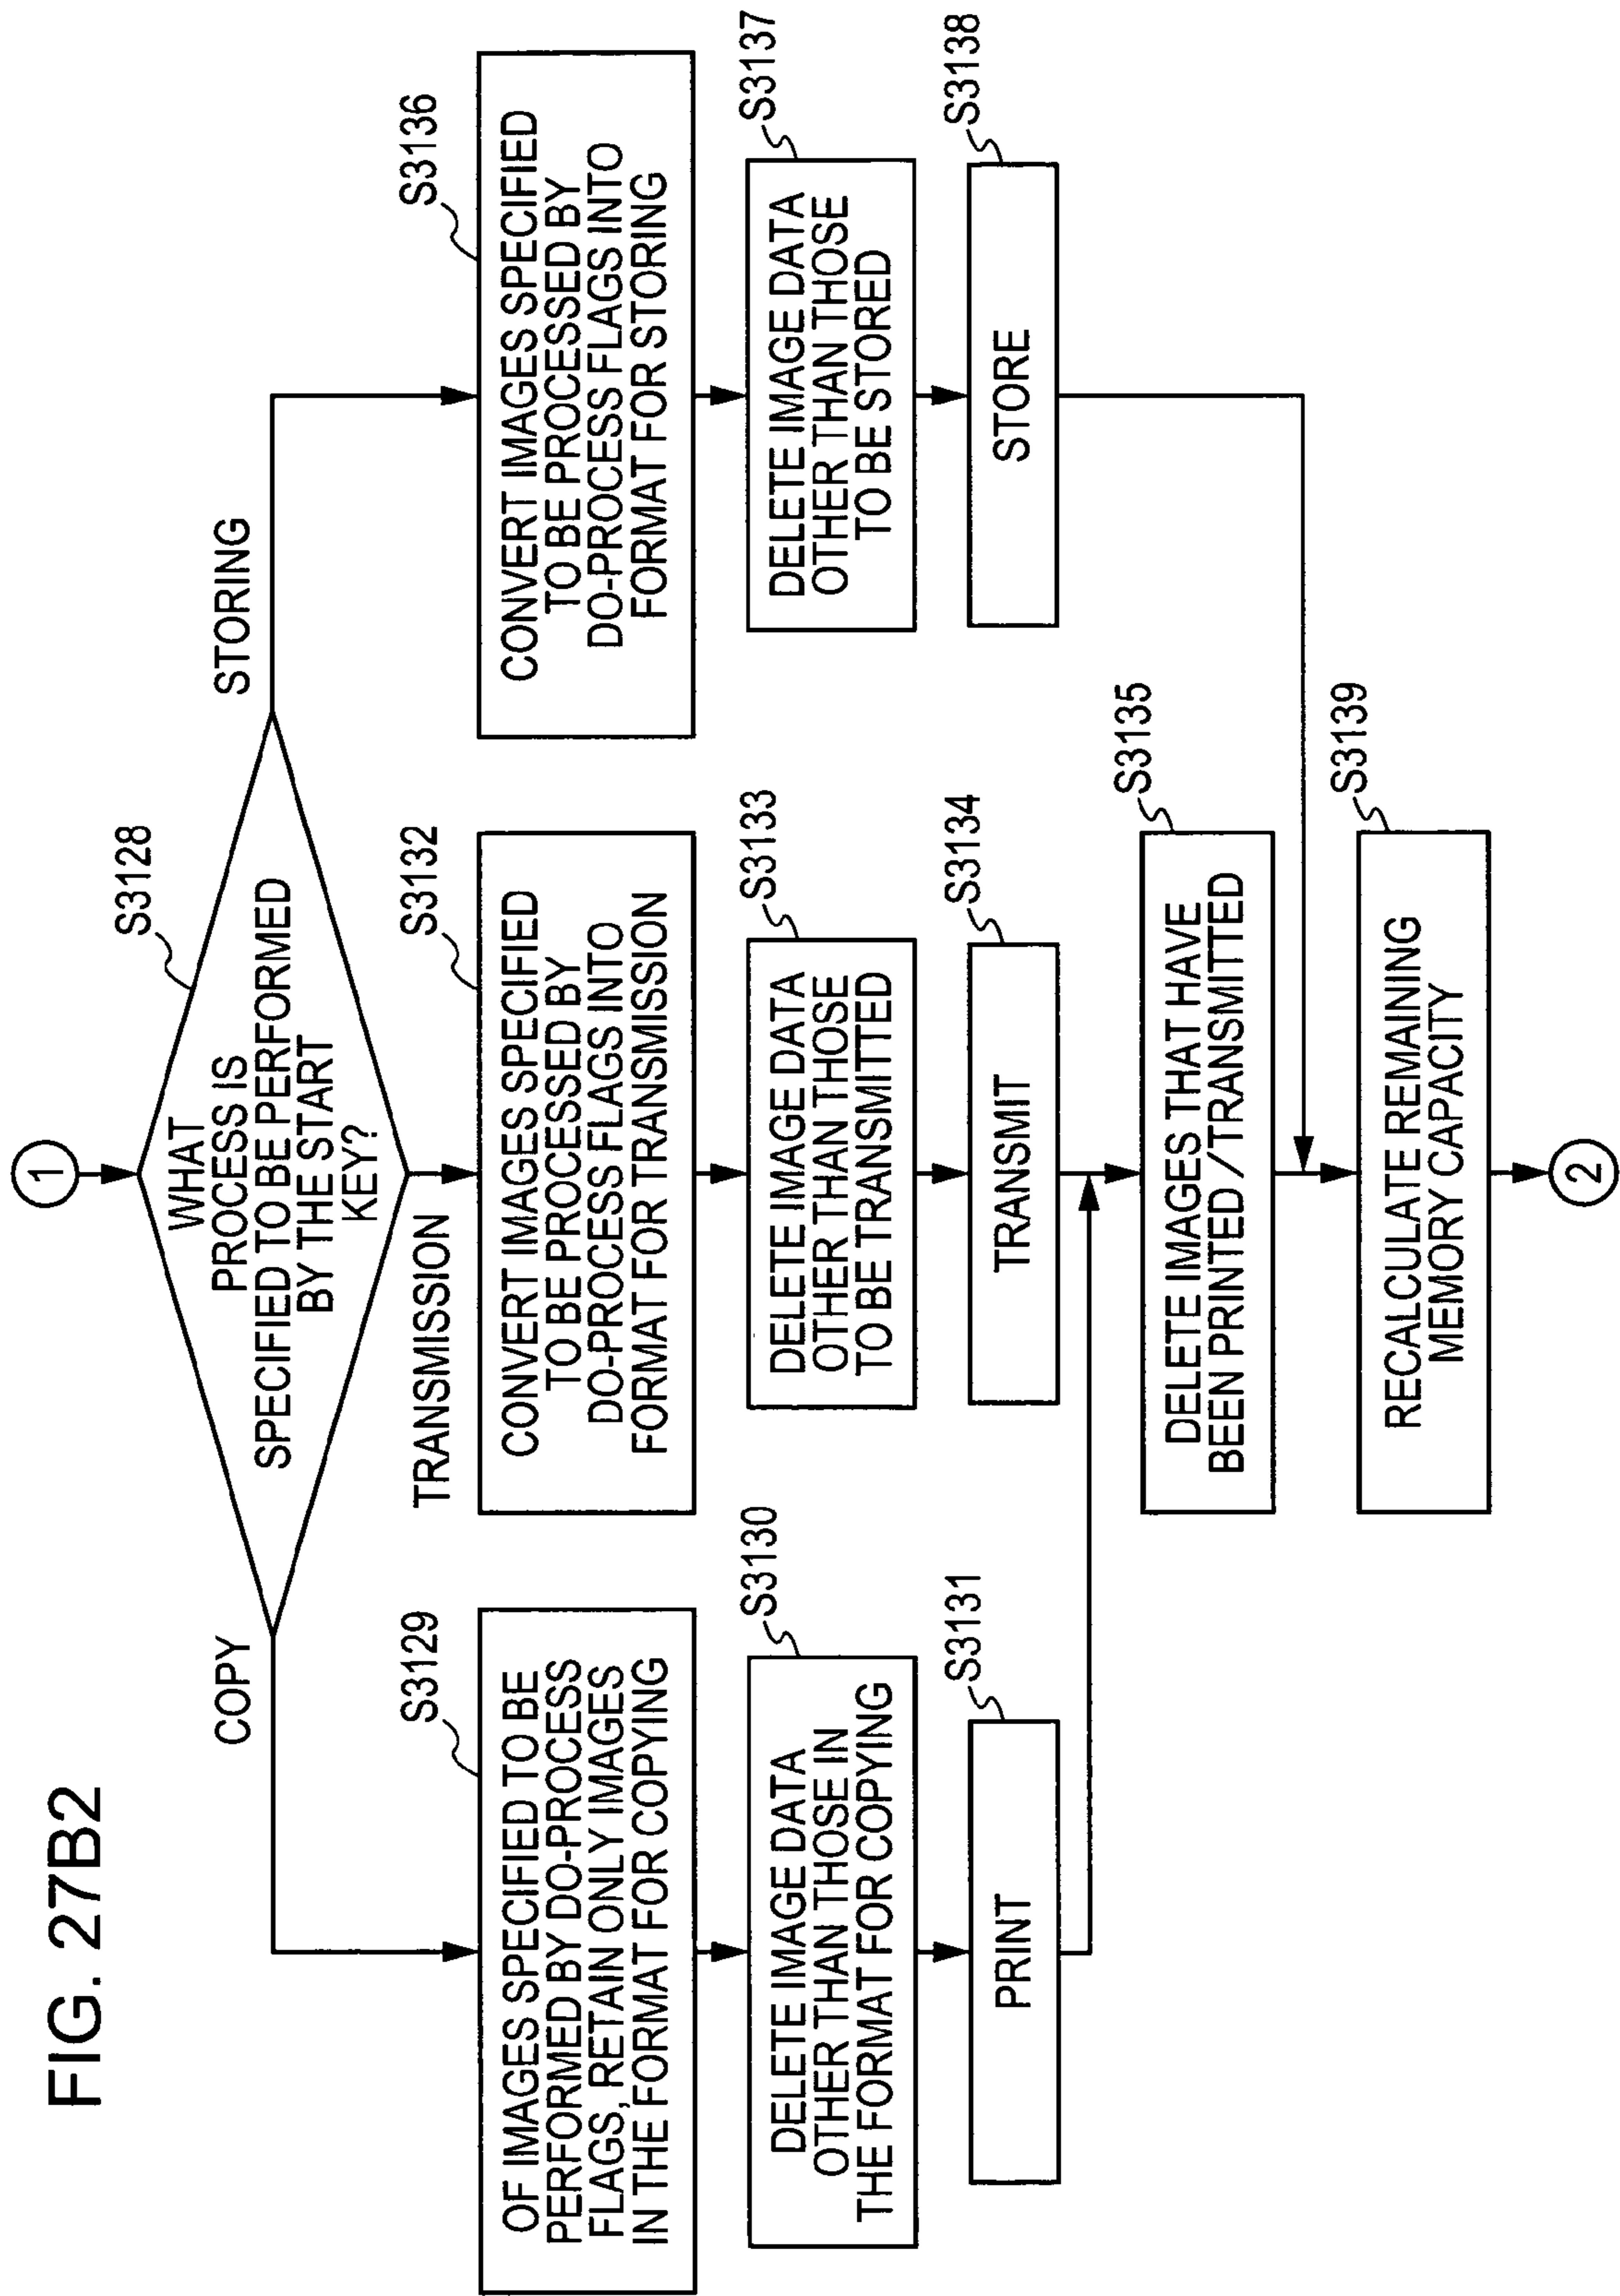 FIG. 27B2
1
WHAT
PROCESS IS
SPECIFIED TO BE PERFORMED
BY THE START
KEY?
S3128
COPY
TRANSMISSION
STORING
S3129
OF IMAGES SPECIFIED TO BE
PERFORMED BY DO-PROCESS
FLAGS, RETAIN ONLY IMAGES
IN THE FORMAT FOR COPYING
S3130
DELETE IMAGE DATA
OTHER THAN THOSE IN
THE FORMAT FOR COPYING
S3131
PRINT
S3132
CONVERT IMAGES SPECIFIED
TO BE PROCESSED BY
DO-PROCESS FLAGS INTO
FORMAT FOR TRANSMISSION
S3133
DELETE IMAGE DATA
OTHER THAN THOSE
TO BE TRANSMITTED
S3134
TRANSMIT
S3135
DELETE IMAGES THAT HAVE
BEEN PRINTED/TRANSMITTED
S3136
CONVERT IMAGES SPECIFIED
TO BE PROCESSED BY
DO-PROCESS FLAGS INTO
FORMAT FOR STORING
S3137
DELETE IMAGE DATA
OTHER THAN THOSE
TO BE STORED
S3138
STORE
S3139
RECALCULATE REMAINING
MEMORY CAPACITY
2